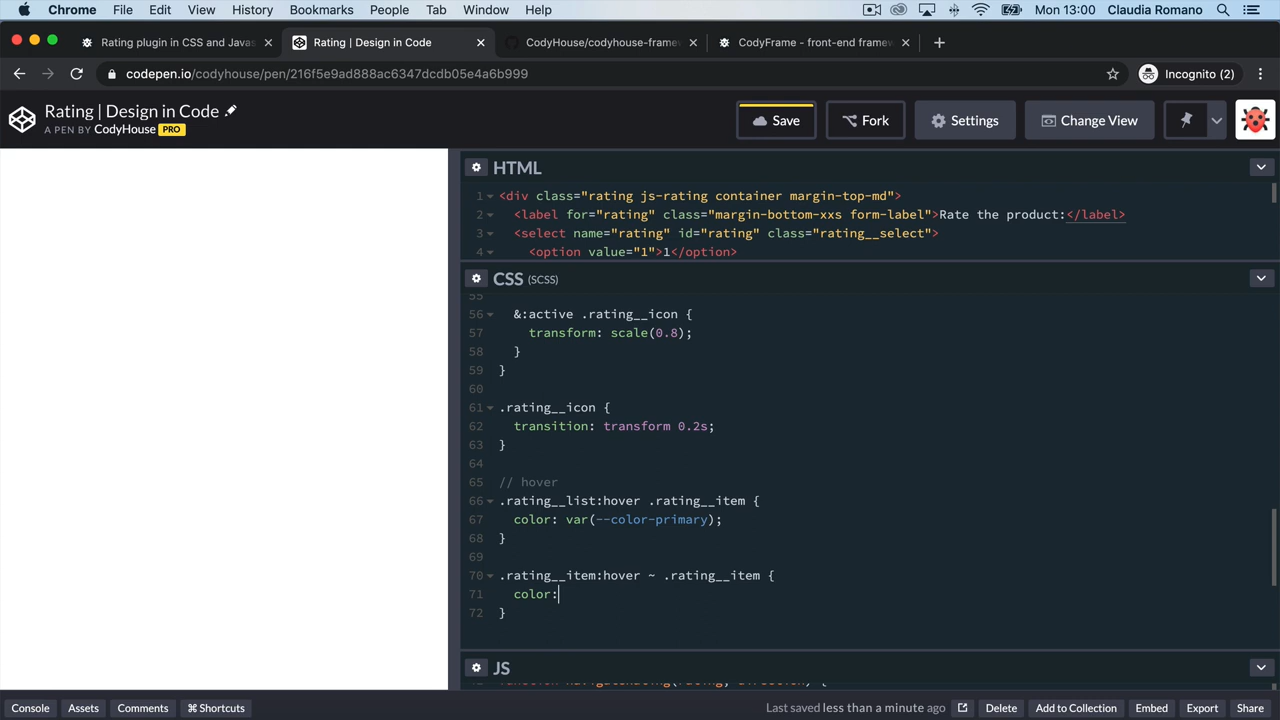 Chrome File Edit View History Bookmarks People Tab Window Help Mon 13:00 Claudia Romano
Rating plugin in CSS and Javas
Rating | Design in Code
CodyHouse/codyhouse-frame
CodyFrame - front-end framew
codepen.io/codyhouse/pen/216f5e9ad888ac6347dcdb05e4a6b999
Incognito (2)
Rating | Design in Code
A PEN BY CodyHouse PRO
Save
Fork
Settings
Change View
HTML
1 <div class="rating js-rating container margin-top-md">
2 <label for="rating" class="margin-bottom-xxs form-label">Rate the product:</label>
3 <select name="rating" id="rating" class="rating__select">
4 <option value="1">1</option>
CSS (SCSS)
55
56 &:active .rating__icon {
57 transform: scale(0.8);
58 }
59 }
60
61 .rating__icon {
62 transition: transform 0.2s;
63 }
64
65 // hover
66 .rating__list:hover .rating__item {
67 color: var(--color-primary);
68 }
69
70 .rating__item:hover ~ .rating__item {
71 color:
72 }
JS
Console
Assets
Comments
⌘ Shortcuts
Last saved less than a minute ago
Delete
Add to Collection
Embed
Export
Share